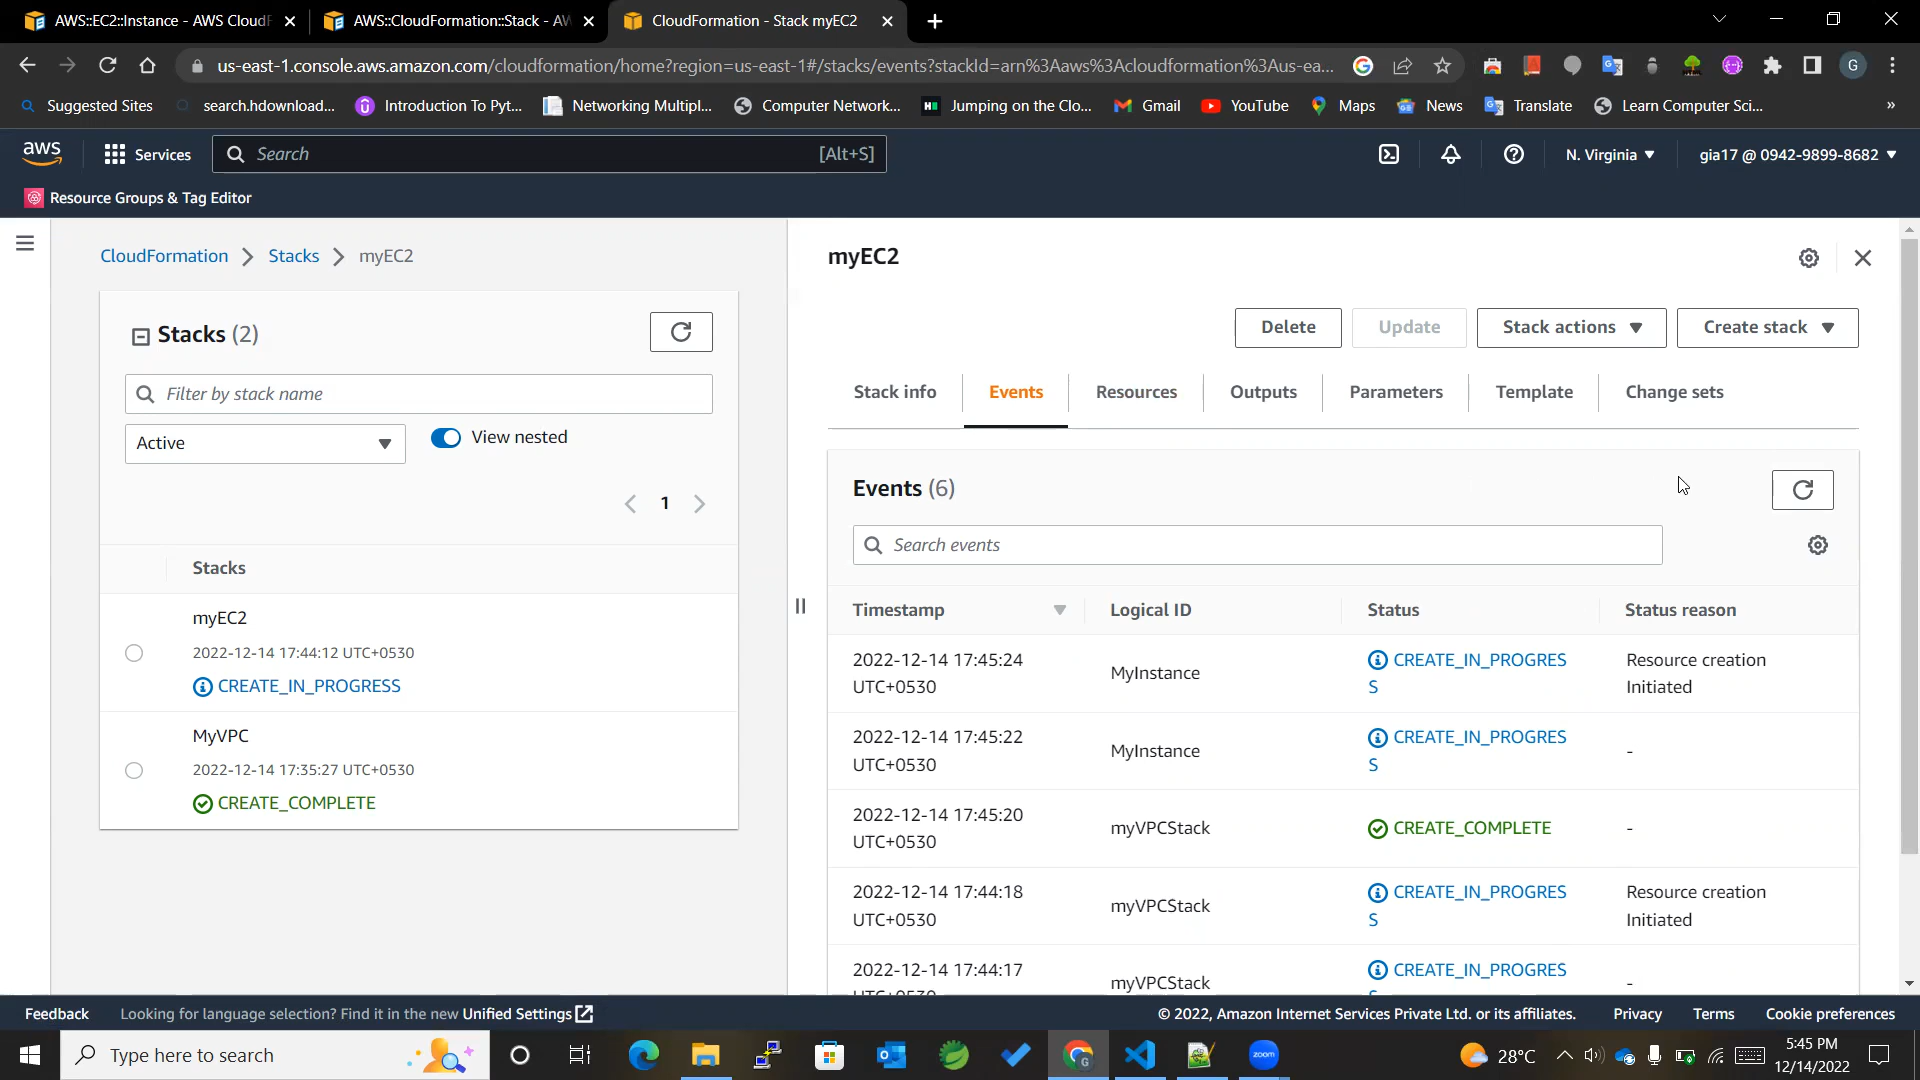 AWS::EC2::Instance - AWS CloudF
AWS::CloudFormation::Stack - AW
CloudFormation - Stack myEC2
us-east-1.console.aws.amazon.com/cloudformation/home?region=us-east-1#/stacks/events?stackId=arn%3Aaws%3Acloudformation%3Aus-ea...
G
Suggested Sites
search.hdownload...
Introduction To Pyt...
Networking Multipl...
Computer Network...
Jumping on the Clo...
Gmail
YouTube
Maps
News
Translate
Learn Computer Sci...
»
aws
Services
Search
[Alt+S]
N. Virginia
gia17 @ 0942-9899-8682
Resource Groups & Tag Editor
CloudFormation
Stacks
myEC2
Stacks (2)
Filter by stack name
Active
View nested
1
Stacks
myEC2
2022-12-14 17:44:12 UTC+0530
CREATE_IN_PROGRESS
MyVPC
2022-12-14 17:35:27 UTC+0530
CREATE_COMPLETE
myEC2
Delete
Update
Stack actions
Create stack
Stack info
Events
Resources
Outputs
Parameters
Template
Change sets
Events (6)
Search events
Timestamp
Logical ID
Status
Status reason
2022-12-14 17:45:24
UTC+0530
MyInstance
CREATE_IN_PROGRES
S
Resource creation
Initiated
2022-12-14 17:45:22
UTC+0530
MyInstance
CREATE_IN_PROGRES
S
-
2022-12-14 17:45:20
UTC+0530
myVPCStack
CREATE_COMPLETE
-
2022-12-14 17:44:18
UTC+0530
myVPCStack
CREATE_IN_PROGRES
S
Resource creation
Initiated
2022-12-14 17:44:17
UTC+0530
myVPCStack
CREATE_IN_PROGRES
S
-
Feedback
Looking for language selection? Find it in the new Unified Settings
© 2022, Amazon Internet Services Private Ltd. or its affiliates.
Privacy
Terms
Cookie preferences
Type here to search
zoom
28°C
5:45 PM
12/14/2022